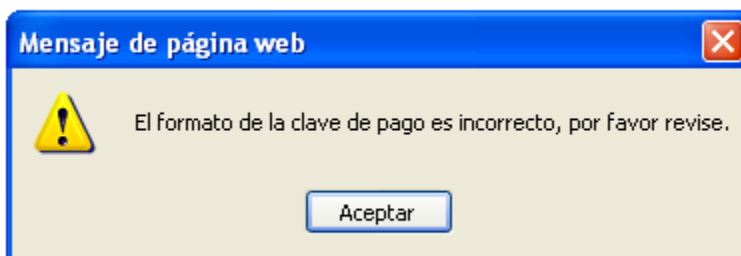 Mensaje de página web
El formato de la clave de pago es incorrecto, por favor revise.
Aceptar